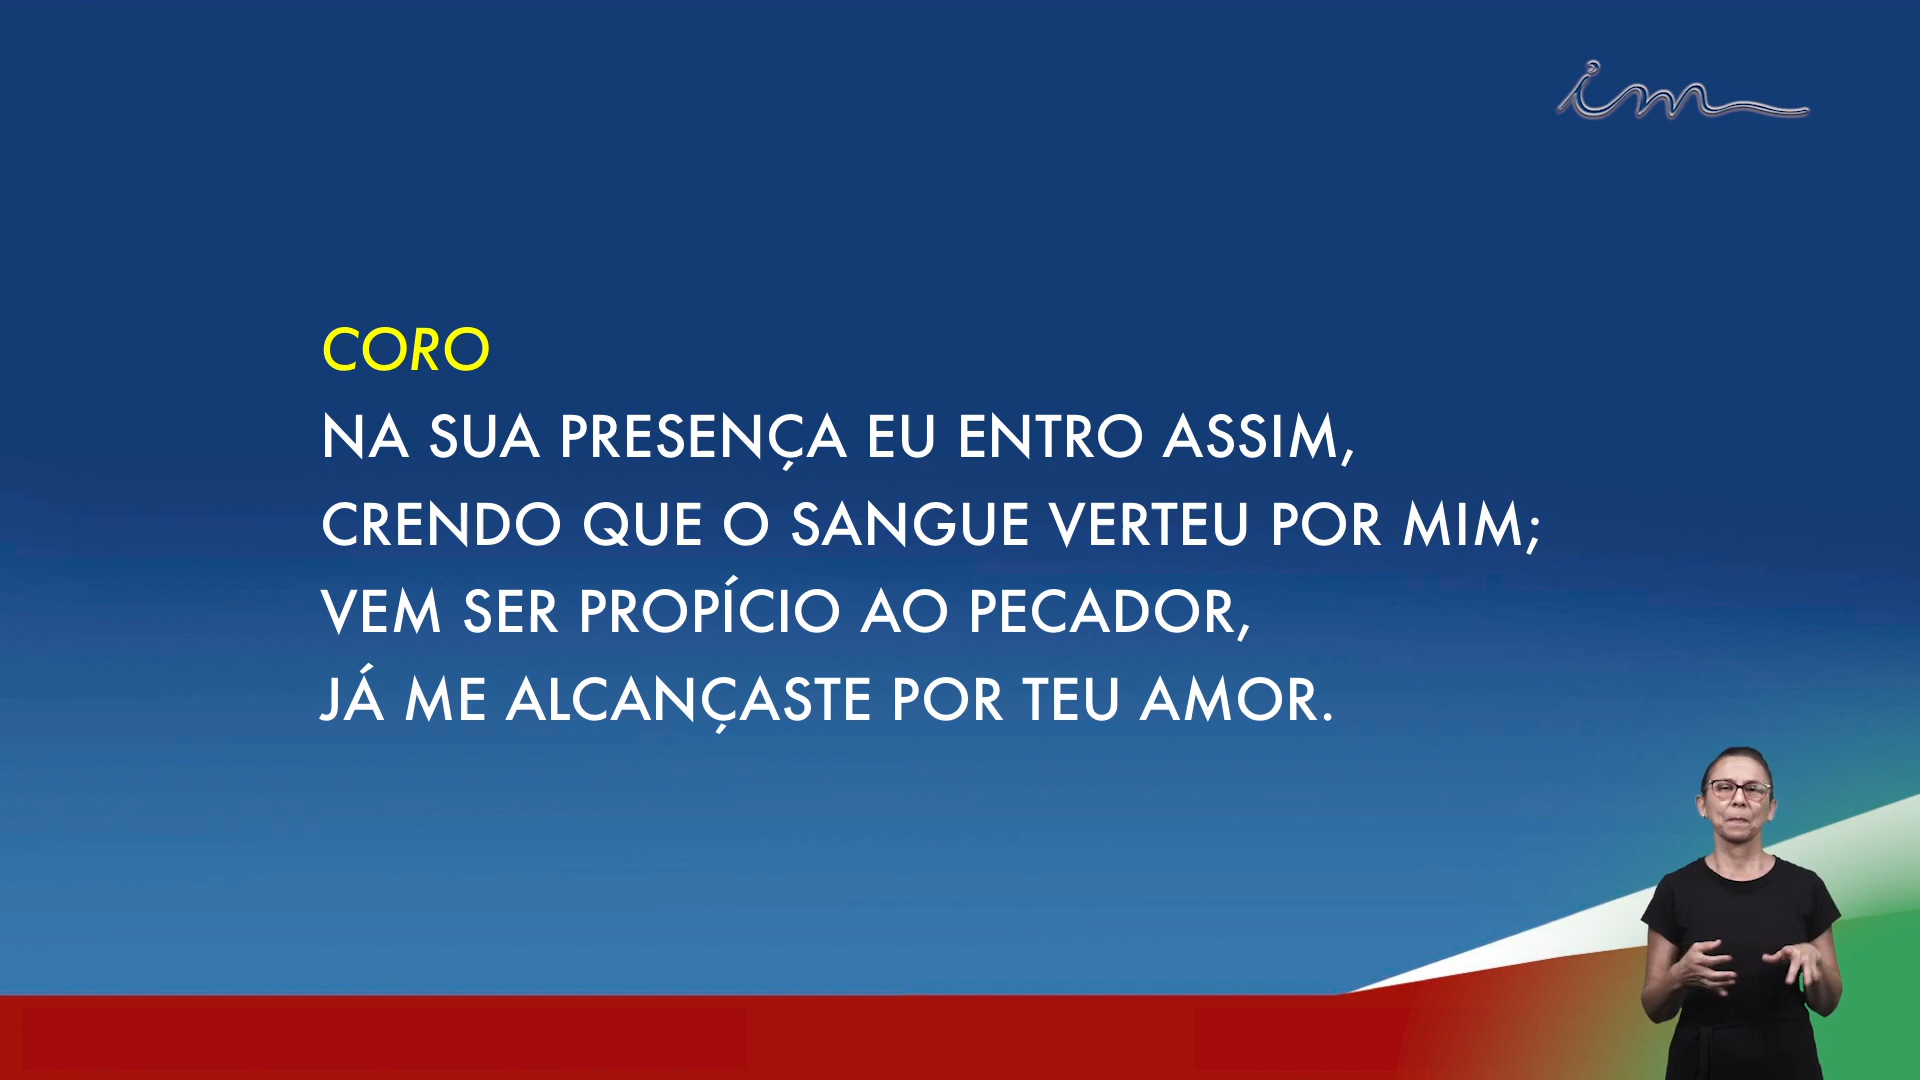 im
CORO
NA SUA PRESENÇA EU ENTRO ASSIM,
CRENDO QUE O SANGUE VERTEU POR MIM;
VEM SER PROPÍCIO AO PECADOR,
JÁ ME ALCANÇASTE POR TEU AMOR.